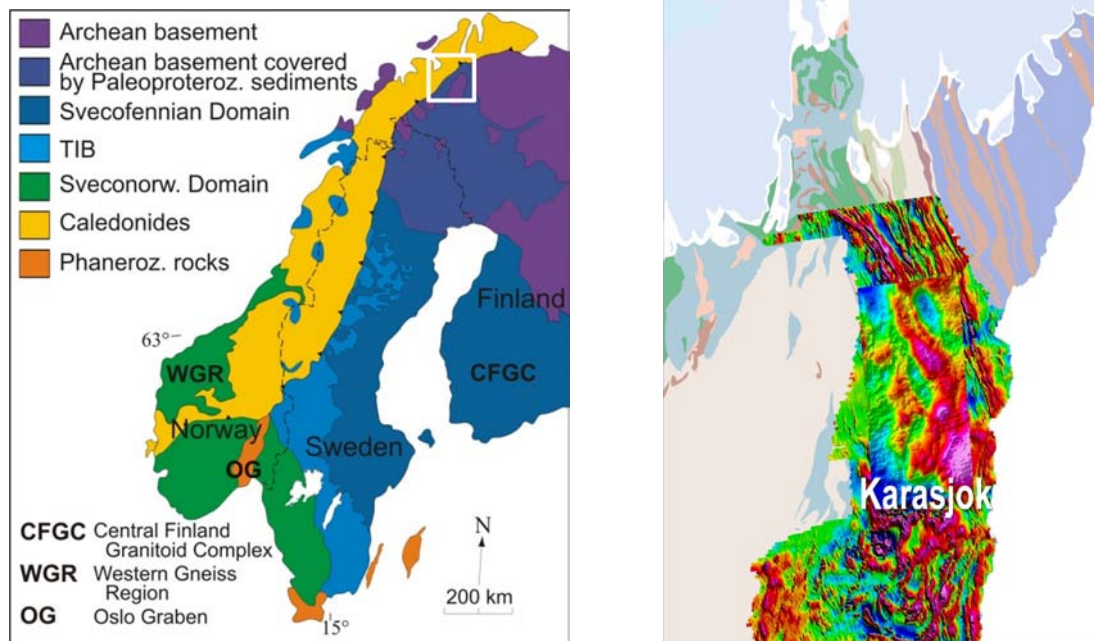 Archean basement
Archean basement covered
by Paleoproteroz. sediments
Svecofennian Domain
TIB
Sveconorw. Domain
Caledonides
Phaneroz. rocks
Finland
63°
WGR
CFGC
Norway
Sweden
OG
CFGC Central Finland
Granitoid Complex
WGR Western Gneiss
Region
OG Oslo Graben
N
200 km
15°
Karasjok